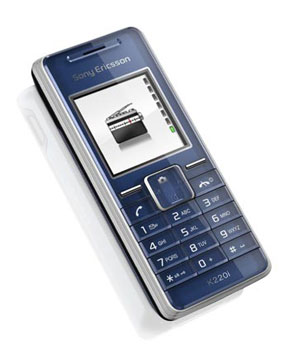 Sony Ericsson
1
2 ABC
3 DEF
4 GHI
5 JKL
6 MNO
7 PQRS
8 TUV
9 WXYZ
* a/A
0 +
#
K220i